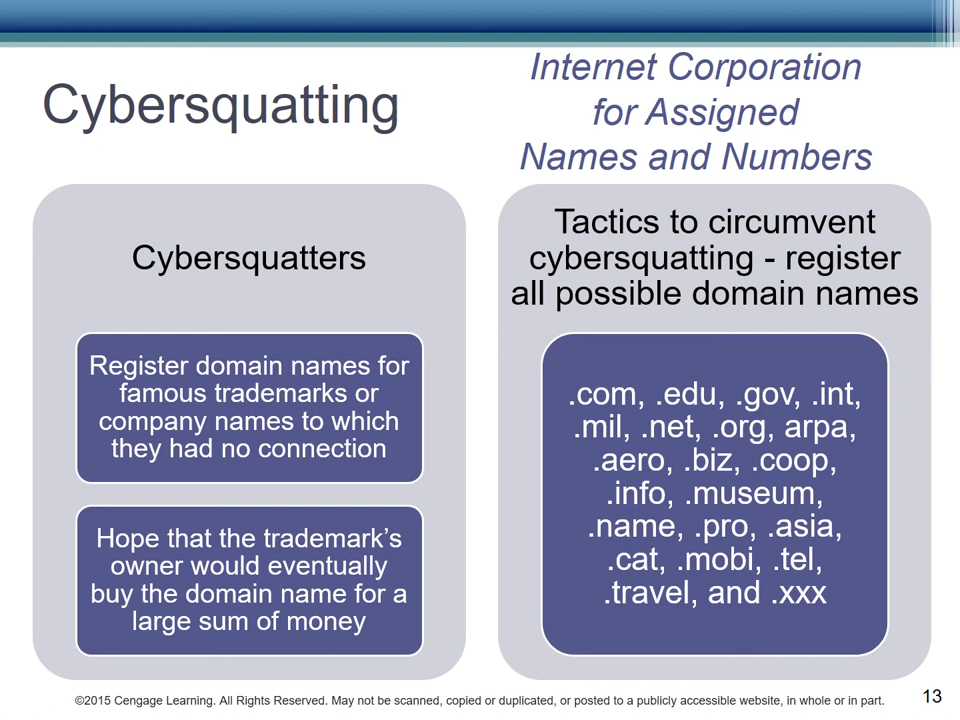 Cybersquatting
Internet Corporation
for Assigned
Names and Numbers
Cybersquatters
Register domain names for
famous trademarks or
company names to which
they had no connection
Hope that the trademark’s
owner would eventually
buy the domain name for a
large sum of money
Tactics to circumvent
cybersquatting - register
all possible domain names
.com, .edu, .gov, .int,
.mil, .net, .org, arpa,
.aero, .biz, .coop,
.info, .museum,
.name, .pro, .asia,
.cat, .mobi, .tel,
.travel, and .xxx
©2015 Cengage Learning. All Rights Reserved. May not be scanned, copied or duplicated, or posted to a publicly accessible website, in whole or in part.
13